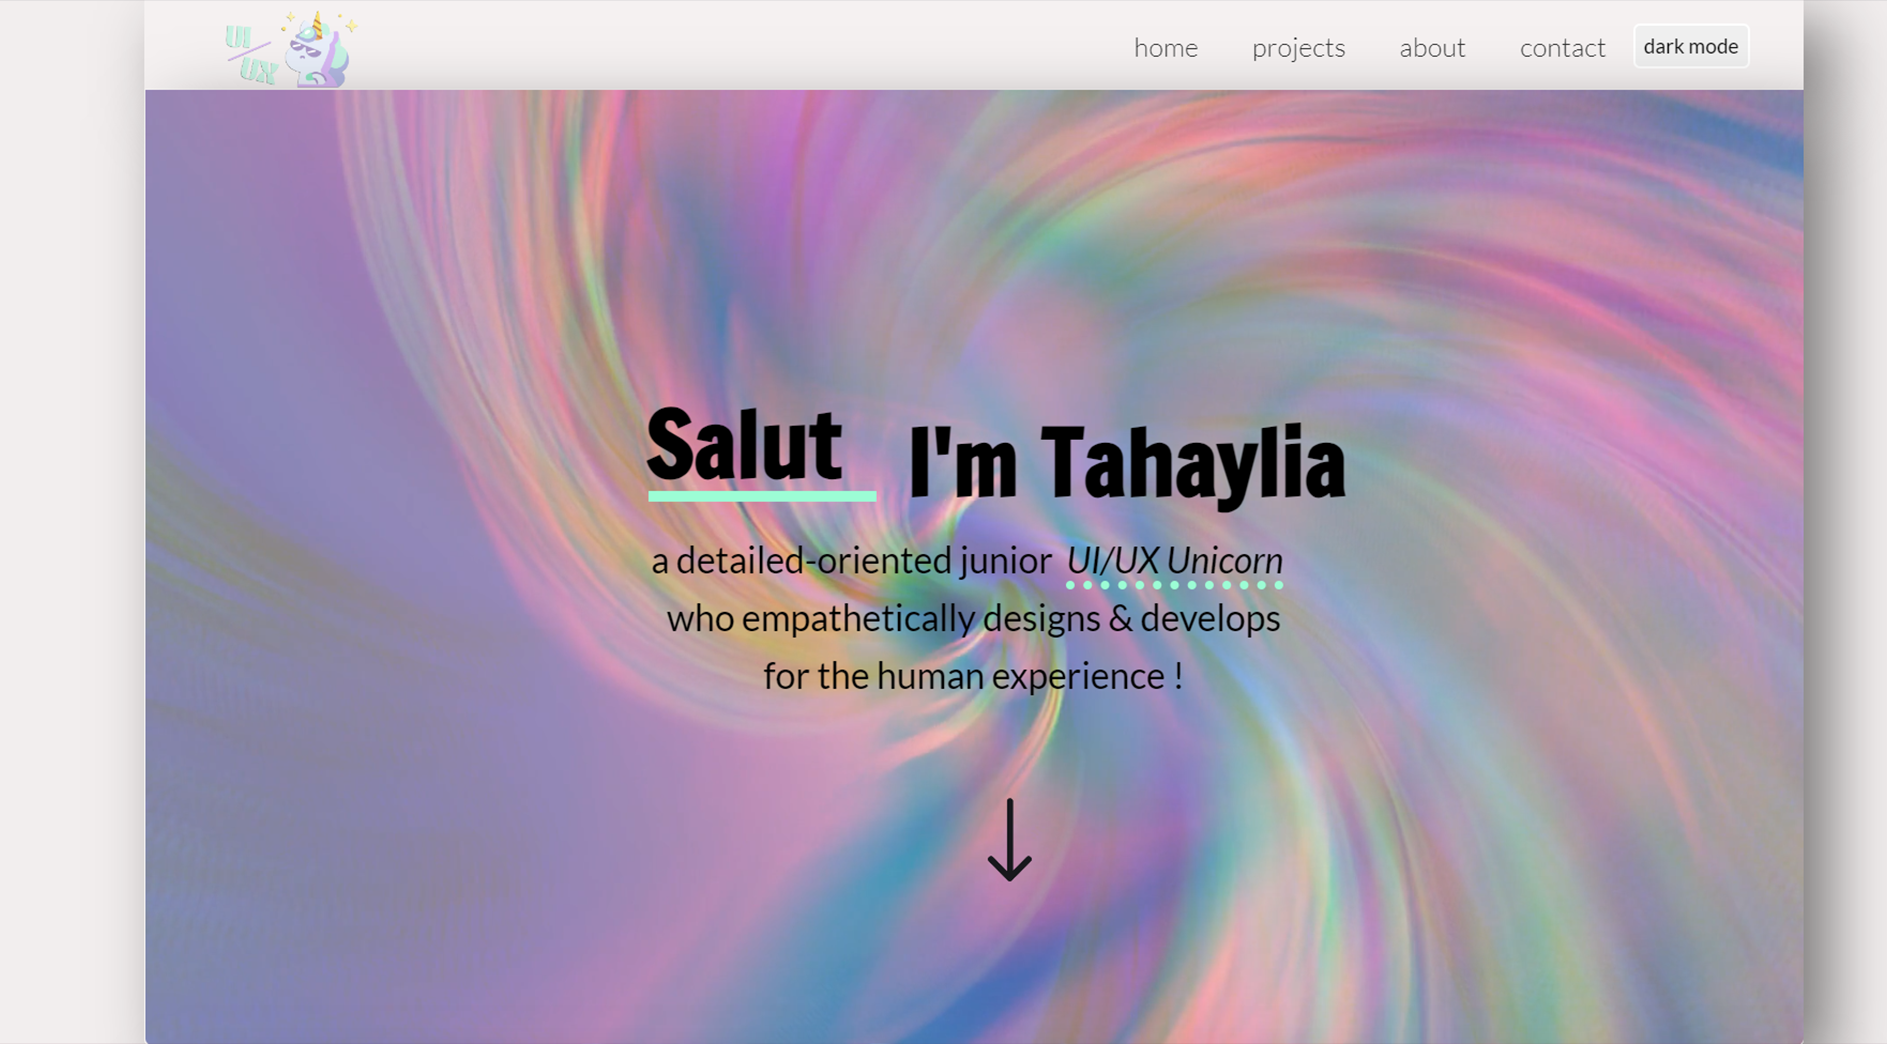 UI
UX
home projects about contact dark mode
Salut I'm Tahaylia
a detailed-oriented junior UI/UX Unicorn
who empathetically designs & develops
for the human experience !